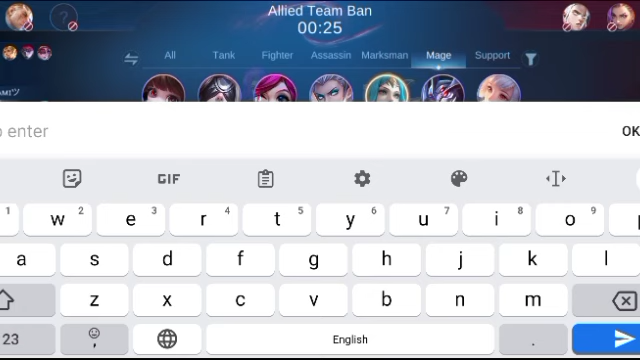 Allied Team Ban
00:25
All Tank Fighter Assassin Marksman Mage Support
enter
OK
GIF
1 w 2 e 3 r 4 t 5 y 6 u 7 i 8 o 9
a s d f g h j k l
z x c v b n m
23 , English .